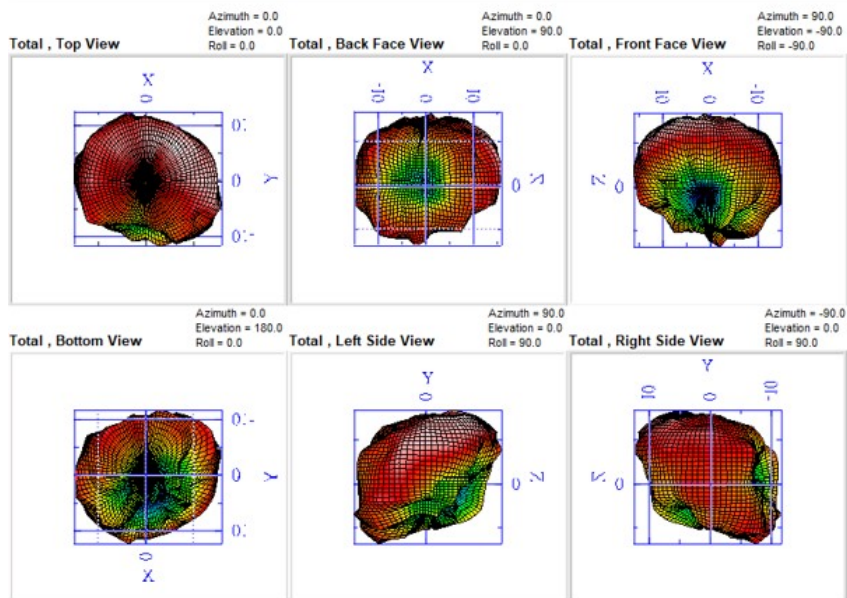 Total , Top View
Azimuth = 0.0
Elevation = 0.0
Roll = 0.0
X
0
0
Y
Total , Back Face View
Azimuth = 0.0
Elevation = 90.0
Roll = 0.0
X
-10
0
10
0
Z
Total , Front Face View
Azimuth = 90.0
Elevation = -90.0
Roll = -90.0
X
10
0
-10
Z
0
Total , Bottom View
Azimuth = 0.0
Elevation = 180.0
Roll = 0.0
0
Y
0
X
Total , Left Side View
Azimuth = 90.0
Elevation = 0.0
Roll = 90.0
Y
0
0
Z
Total , Right Side View
Azimuth = -90.0
Elevation = 0.0
Roll = 90.0
Y
10
0
-10
Z
0